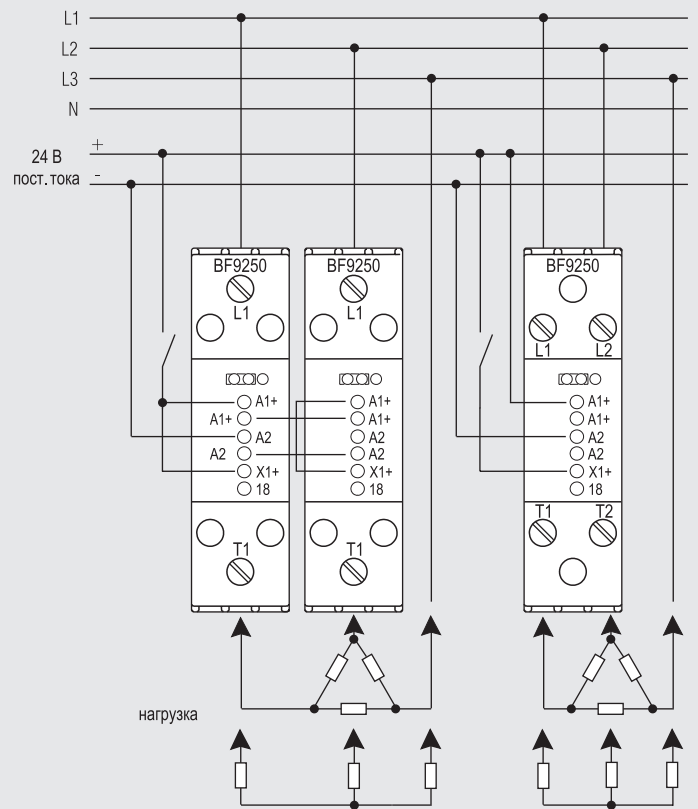 L1
L2
L3
N
+
24 В
пост. тока -
BF9250
L1
A1+
A1+
A2
A2
X1+
18
T1
BF9250
L1
A1+
A1+
A2
A2
X1+
18
T1
BF9250
L1 L2
A1+
A1+
A2
A2
X1+
18
T1 T2
нагрузка